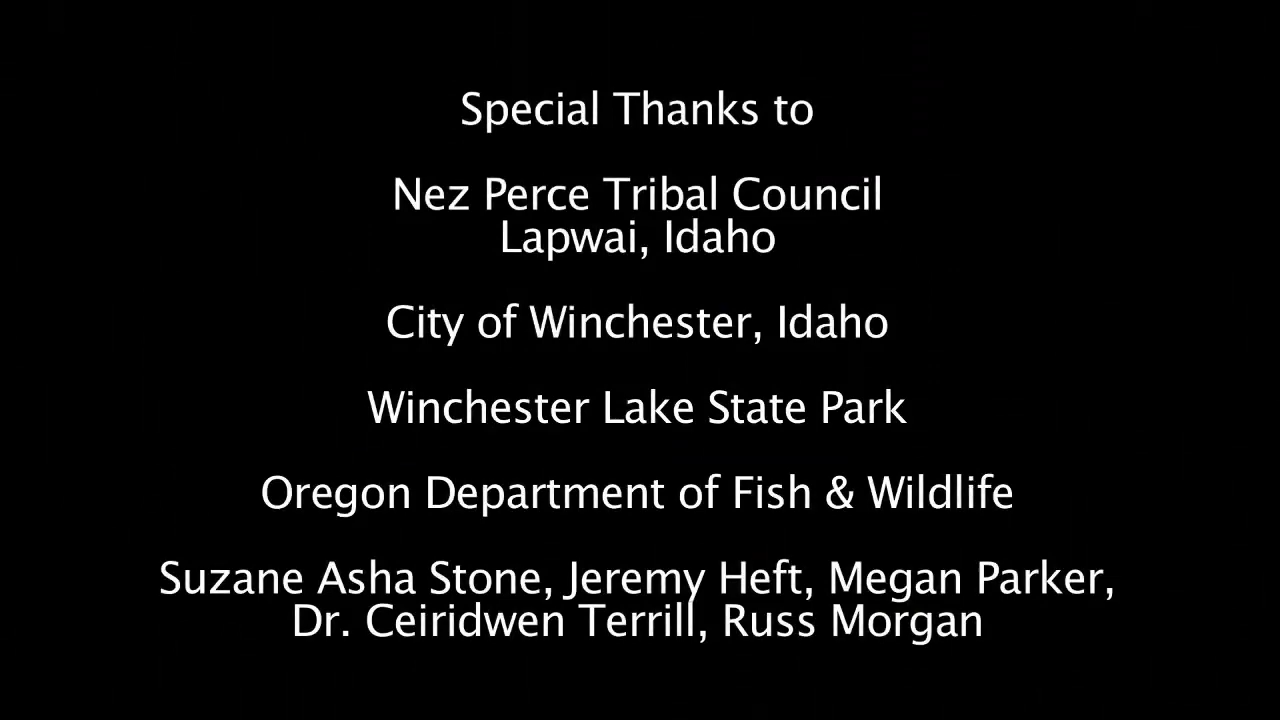 Special Thanks to
Nez Perce Tribal Council
Lapwai, Idaho
City of Winchester, Idaho
Winchester Lake State Park
Oregon Department of Fish & Wildlife
Suzane Asha Stone, Jeremy Heft, Megan Parker,
Dr. Ceiridwen Terrill, Russ Morgan